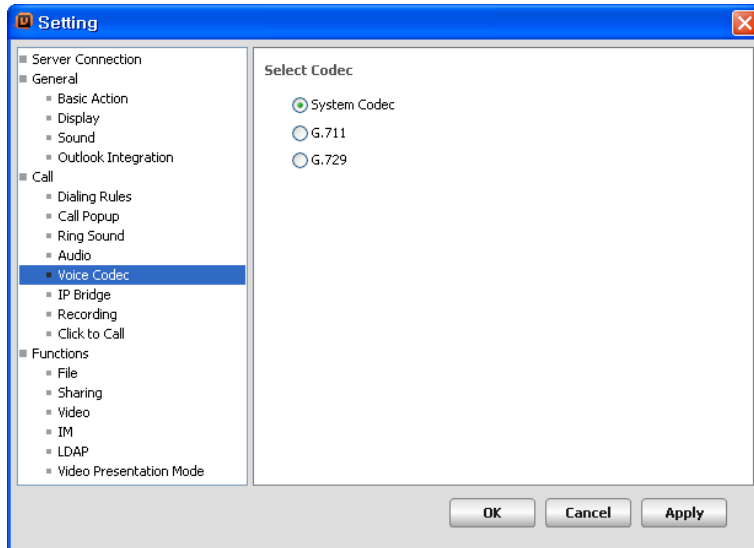 Setting
Server Connection
General
Basic Action
Display
Sound
Outlook Integration
Call
Dialing Rules
Call Popup
Ring Sound
Audio
Voice Codec
IP Bridge
Recording
Click to Call
Functions
File
Sharing
Video
IM
LDAP
Video Presentation Mode
Select Codec
System Codec
G.711
G.729
OK Cancel Apply